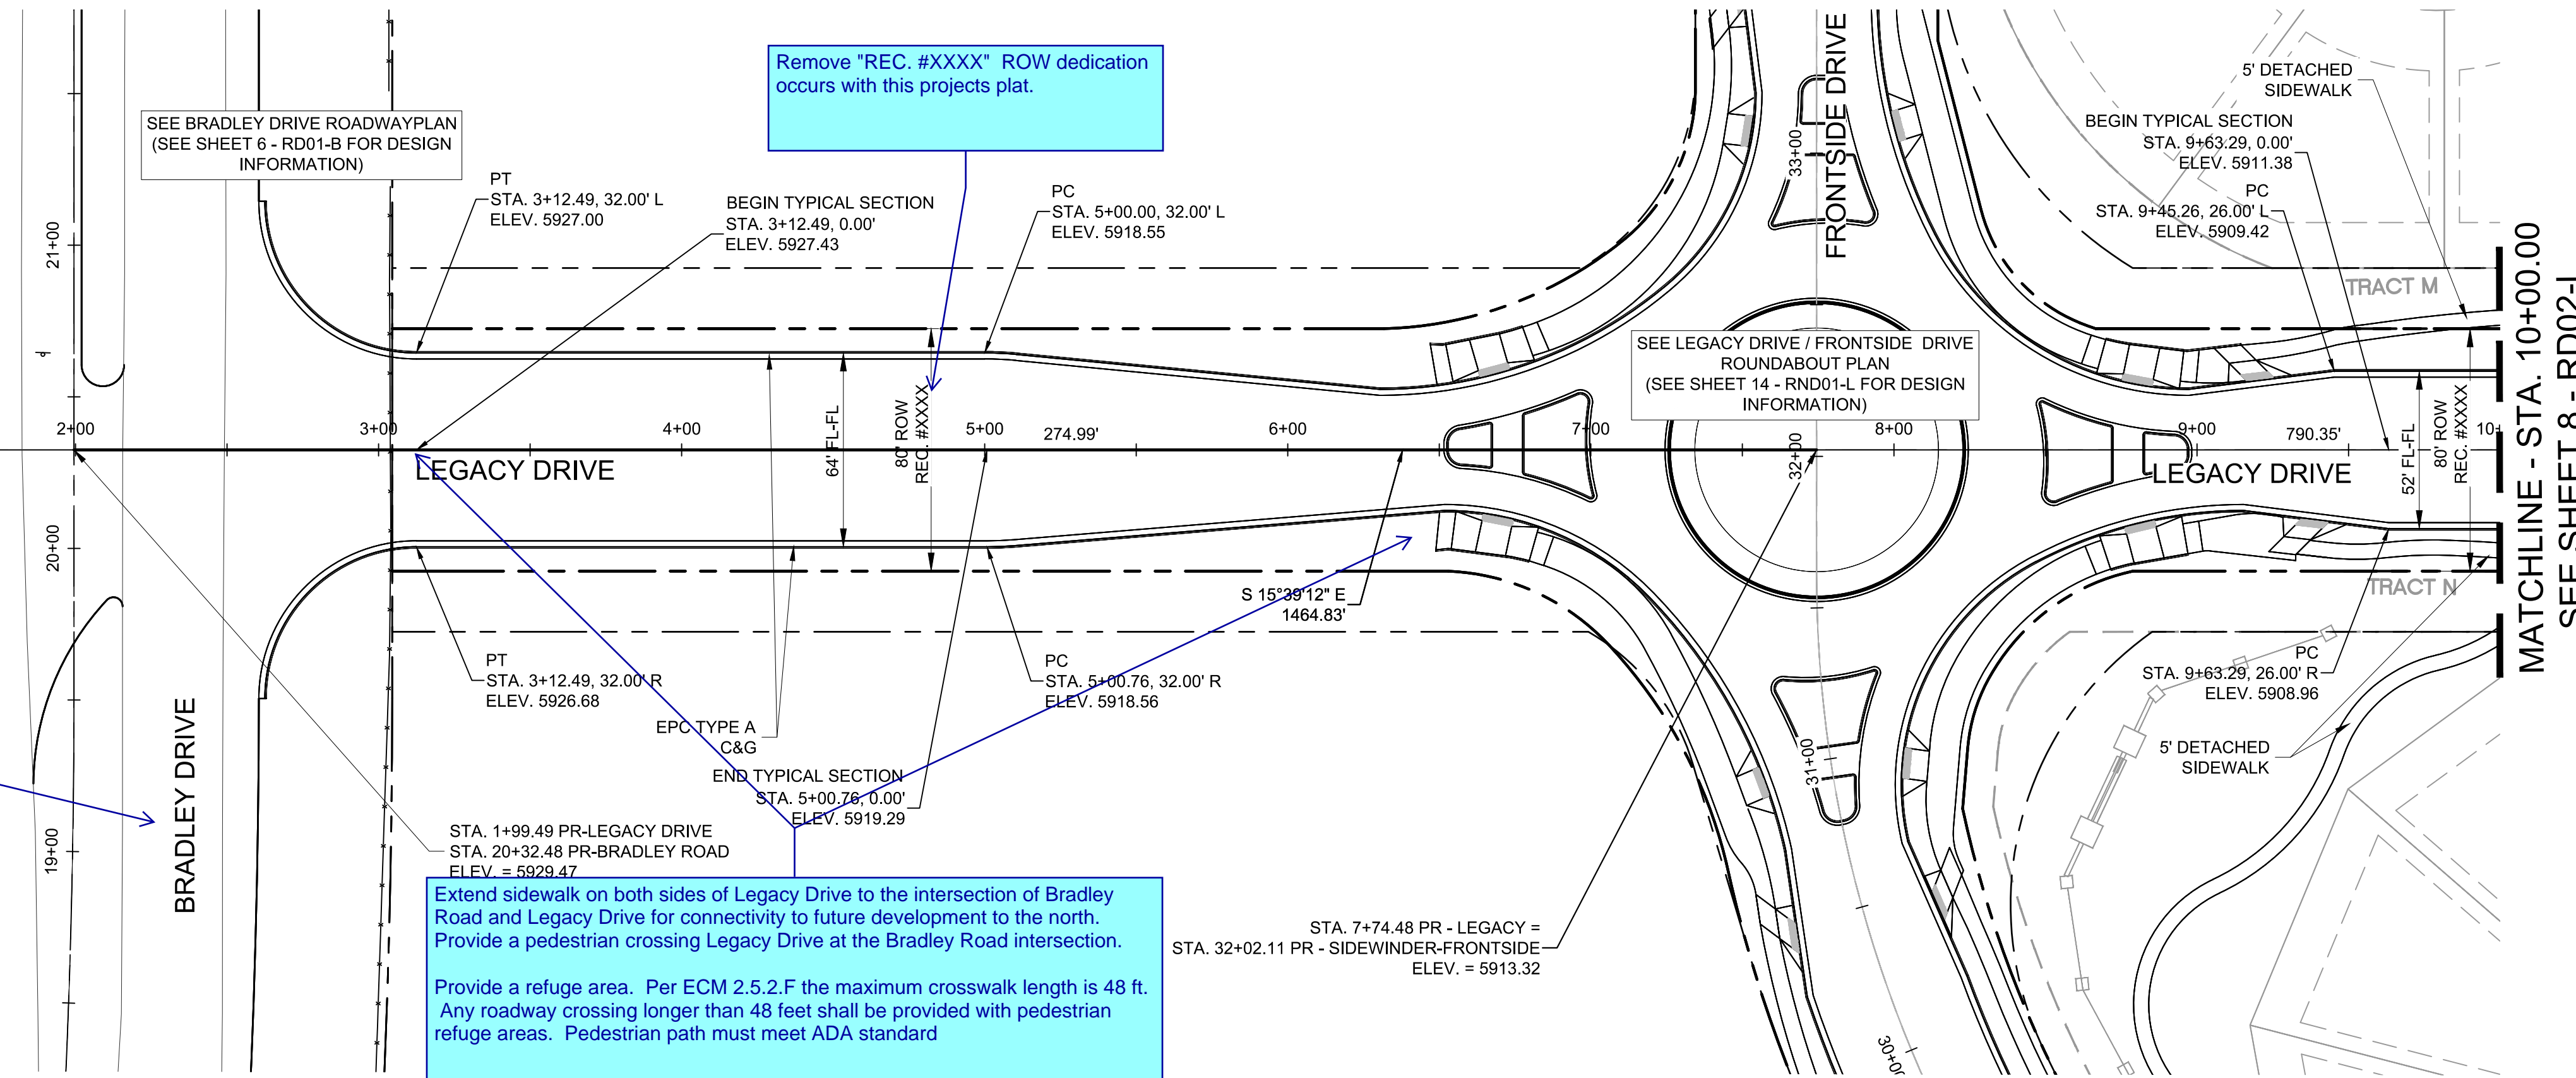 SEE BRADLEY DRIVE ROADWAYPLAN
(SEE SHEET 6 - RD01-B FOR DESIGN
INFORMATION)
Remove "REC. #XXXX"  ROW dedication
occurs with this projects plat.
PT
STA. 3+12.49, 32.00' L
ELEV. 5927.00
BEGIN TYPICAL SECTION
STA. 3+12.49, 0.00'
ELEV. 5927.43
PC
STA. 5+00.00, 32.00' L
ELEV. 5918.55
FRONTSIDE DRIVE
33+00
5' DETACHED
SIDEWALK
BEGIN TYPICAL SECTION
STA. 9+63.29, 0.00'
ELEV. 5911.38
PC
STA. 9+45.26, 26.00' L
ELEV. 5909.42
TRACT M
MATCHLINE - STA. 10+00.00
21+00
SEE LEGACY DRIVE / FRONTSIDE  DRIVE
ROUNDABOUT PLAN
(SEE SHEET 14 - RND01-L FOR DESIGN
INFORMATION)
2+00
3+00
4+00
5+00
274.99'
6+00
7+00
8+00
9+00
790.35'
10+
64' FL-FL
80' ROW
REC. #XXXX
32+00
52' FL-FL
80' ROW
REC. #XXXX
LEGACY DRIVE
LEGACY DRIVE
20+00
TRACT N
S 15°39'12" E
1464.83'
PT
STA. 3+12.49, 32.00' R
ELEV. 5926.68
PC
STA. 5+00.76, 32.00' R
ELEV. 5918.56
PC
STA. 9+63.29, 26.00' R
ELEV. 5908.96
EPC TYPE A
C&G
END TYPICAL SECTION
STA. 5+00.76, 0.00'
ELEV. 5919.29
5' DETACHED
SIDEWALK
31+00
BRADLEY DRIVE
19+00
STA. 1+99.49 PR-LEGACY DRIVE
STA. 20+32.48 PR-BRADLEY ROAD
ELEV. = 5929.47
Extend sidewalk on both sides of Legacy Drive to the intersection of Bradley
Road and Legacy Drive for connectivity to future development to the north.
Provide a pedestrian crossing Legacy Drive at the Bradley Road intersection.
Provide a refuge area.  Per ECM 2.5.2.F the maximum crosswalk length is 48 ft.
Any roadway crossing longer than 48 feet shall be provided with pedestrian
refuge areas.  Pedestrian path must meet ADA standard
STA. 7+74.48 PR - LEGACY =
STA. 32+02.11 PR - SIDEWINDER-FRONTSIDE
ELEV. = 5913.32
30+00